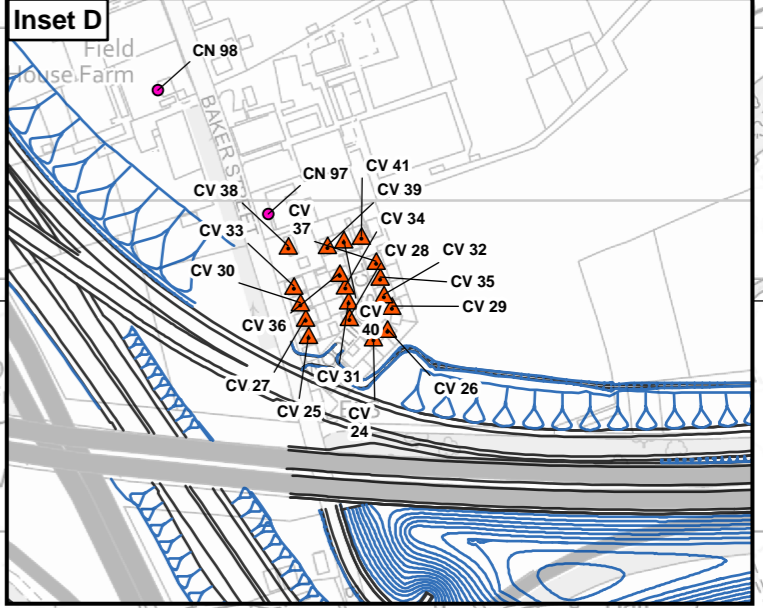 Inset D
Field
House Farm
CN 98
BAKER ST
CN 97
CV 41
CV 38
CV 39
CV
37
CV 34
CV 33
CV 28
CV 32
CV 30
CV 35
CV 29
CV 36
CV
40
CV 27
CV 31
CV 26
CV 25
CV
24